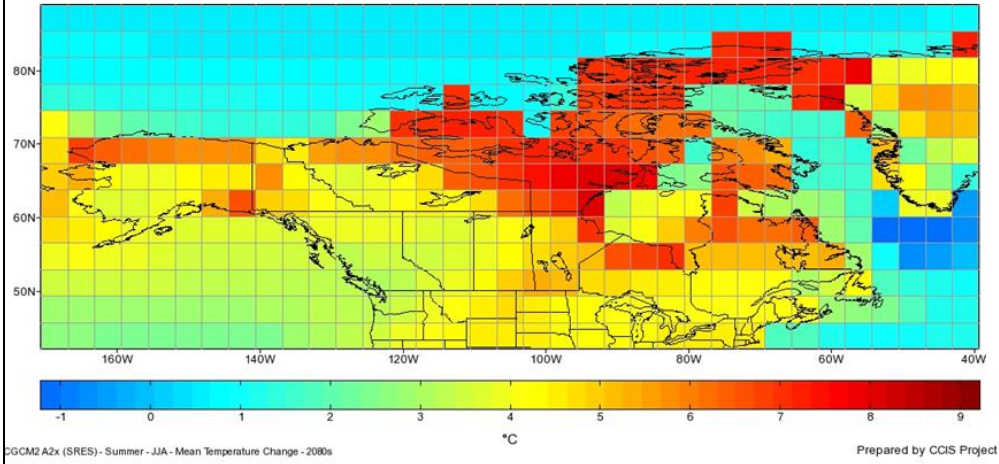 80N
70N
60N
50N
160W 140W 120W 100W 80W 60W 40W
-1 0 1 2 3 4 5 6 7 8 9
°C
CGCM2 A2x (SRES) - Summer - JJA - Mean Temperature Change - 2080s Prepared by CCIS Project